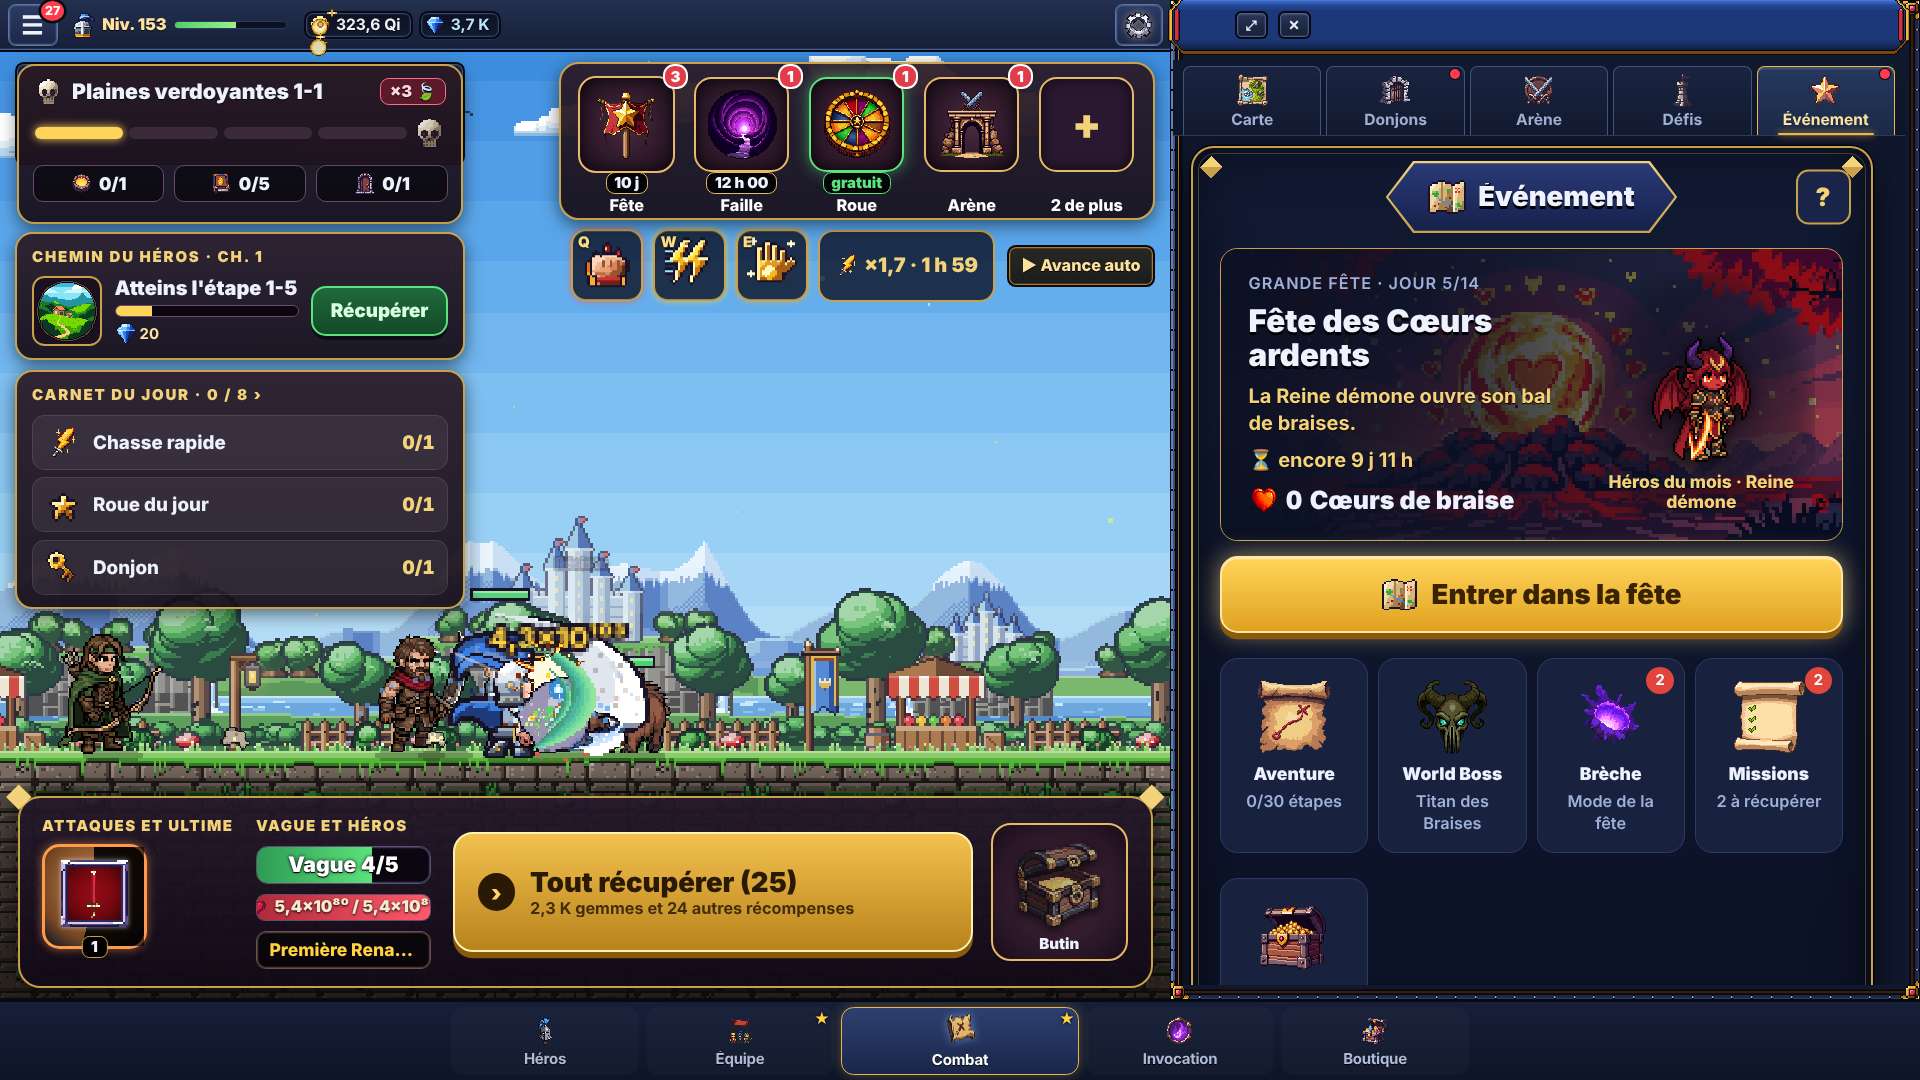 27
Niv. 153
323,6 Qi
3,7 K
Plaines verdoyantes 1-1
×3
0/1
0/5
0/1
CHEMIN DU HÉROS · CH. 1
Atteins l'étape 1-5
20
Récupérer
CARNET DU JOUR · 0 / 8 ›
Chasse rapide
0/1
Roue du jour
0/1
Donjon
0/1
3
1
1
1
10 j
12 h 00
gratuit
Fête
Faille
Roue
Arène
2 de plus
Q
W
E
×1,7 · 1 h 59
Avance auto
ATTAQUES ET ULTIME
1
VAGUE ET HÉROS
Vague 4/5
5,4×10⁸⁰ / 5,4×10⁸
Première Rena…
Tout récupérer (25)
2,3 K gemmes et 24 autres récompenses
Butin
Héros
Équipe
Combat
Invocation
Boutique
Carte
Donjons
Arène
Défis
Événement
Événement
?
GRANDE FÊTE · JOUR 5/14
Fête des Cœurs
ardents
La Reine démone ouvre son bal
de braises.
encore 9 j 11 h
0 Cœurs de braise
Héros du mois · Reine
démone
Entrer dans la fête
Aventure
0/30 étapes
World Boss
Titan des
Braises
2
Brèche
Mode de la
fête
2
Missions
2 à récupérer